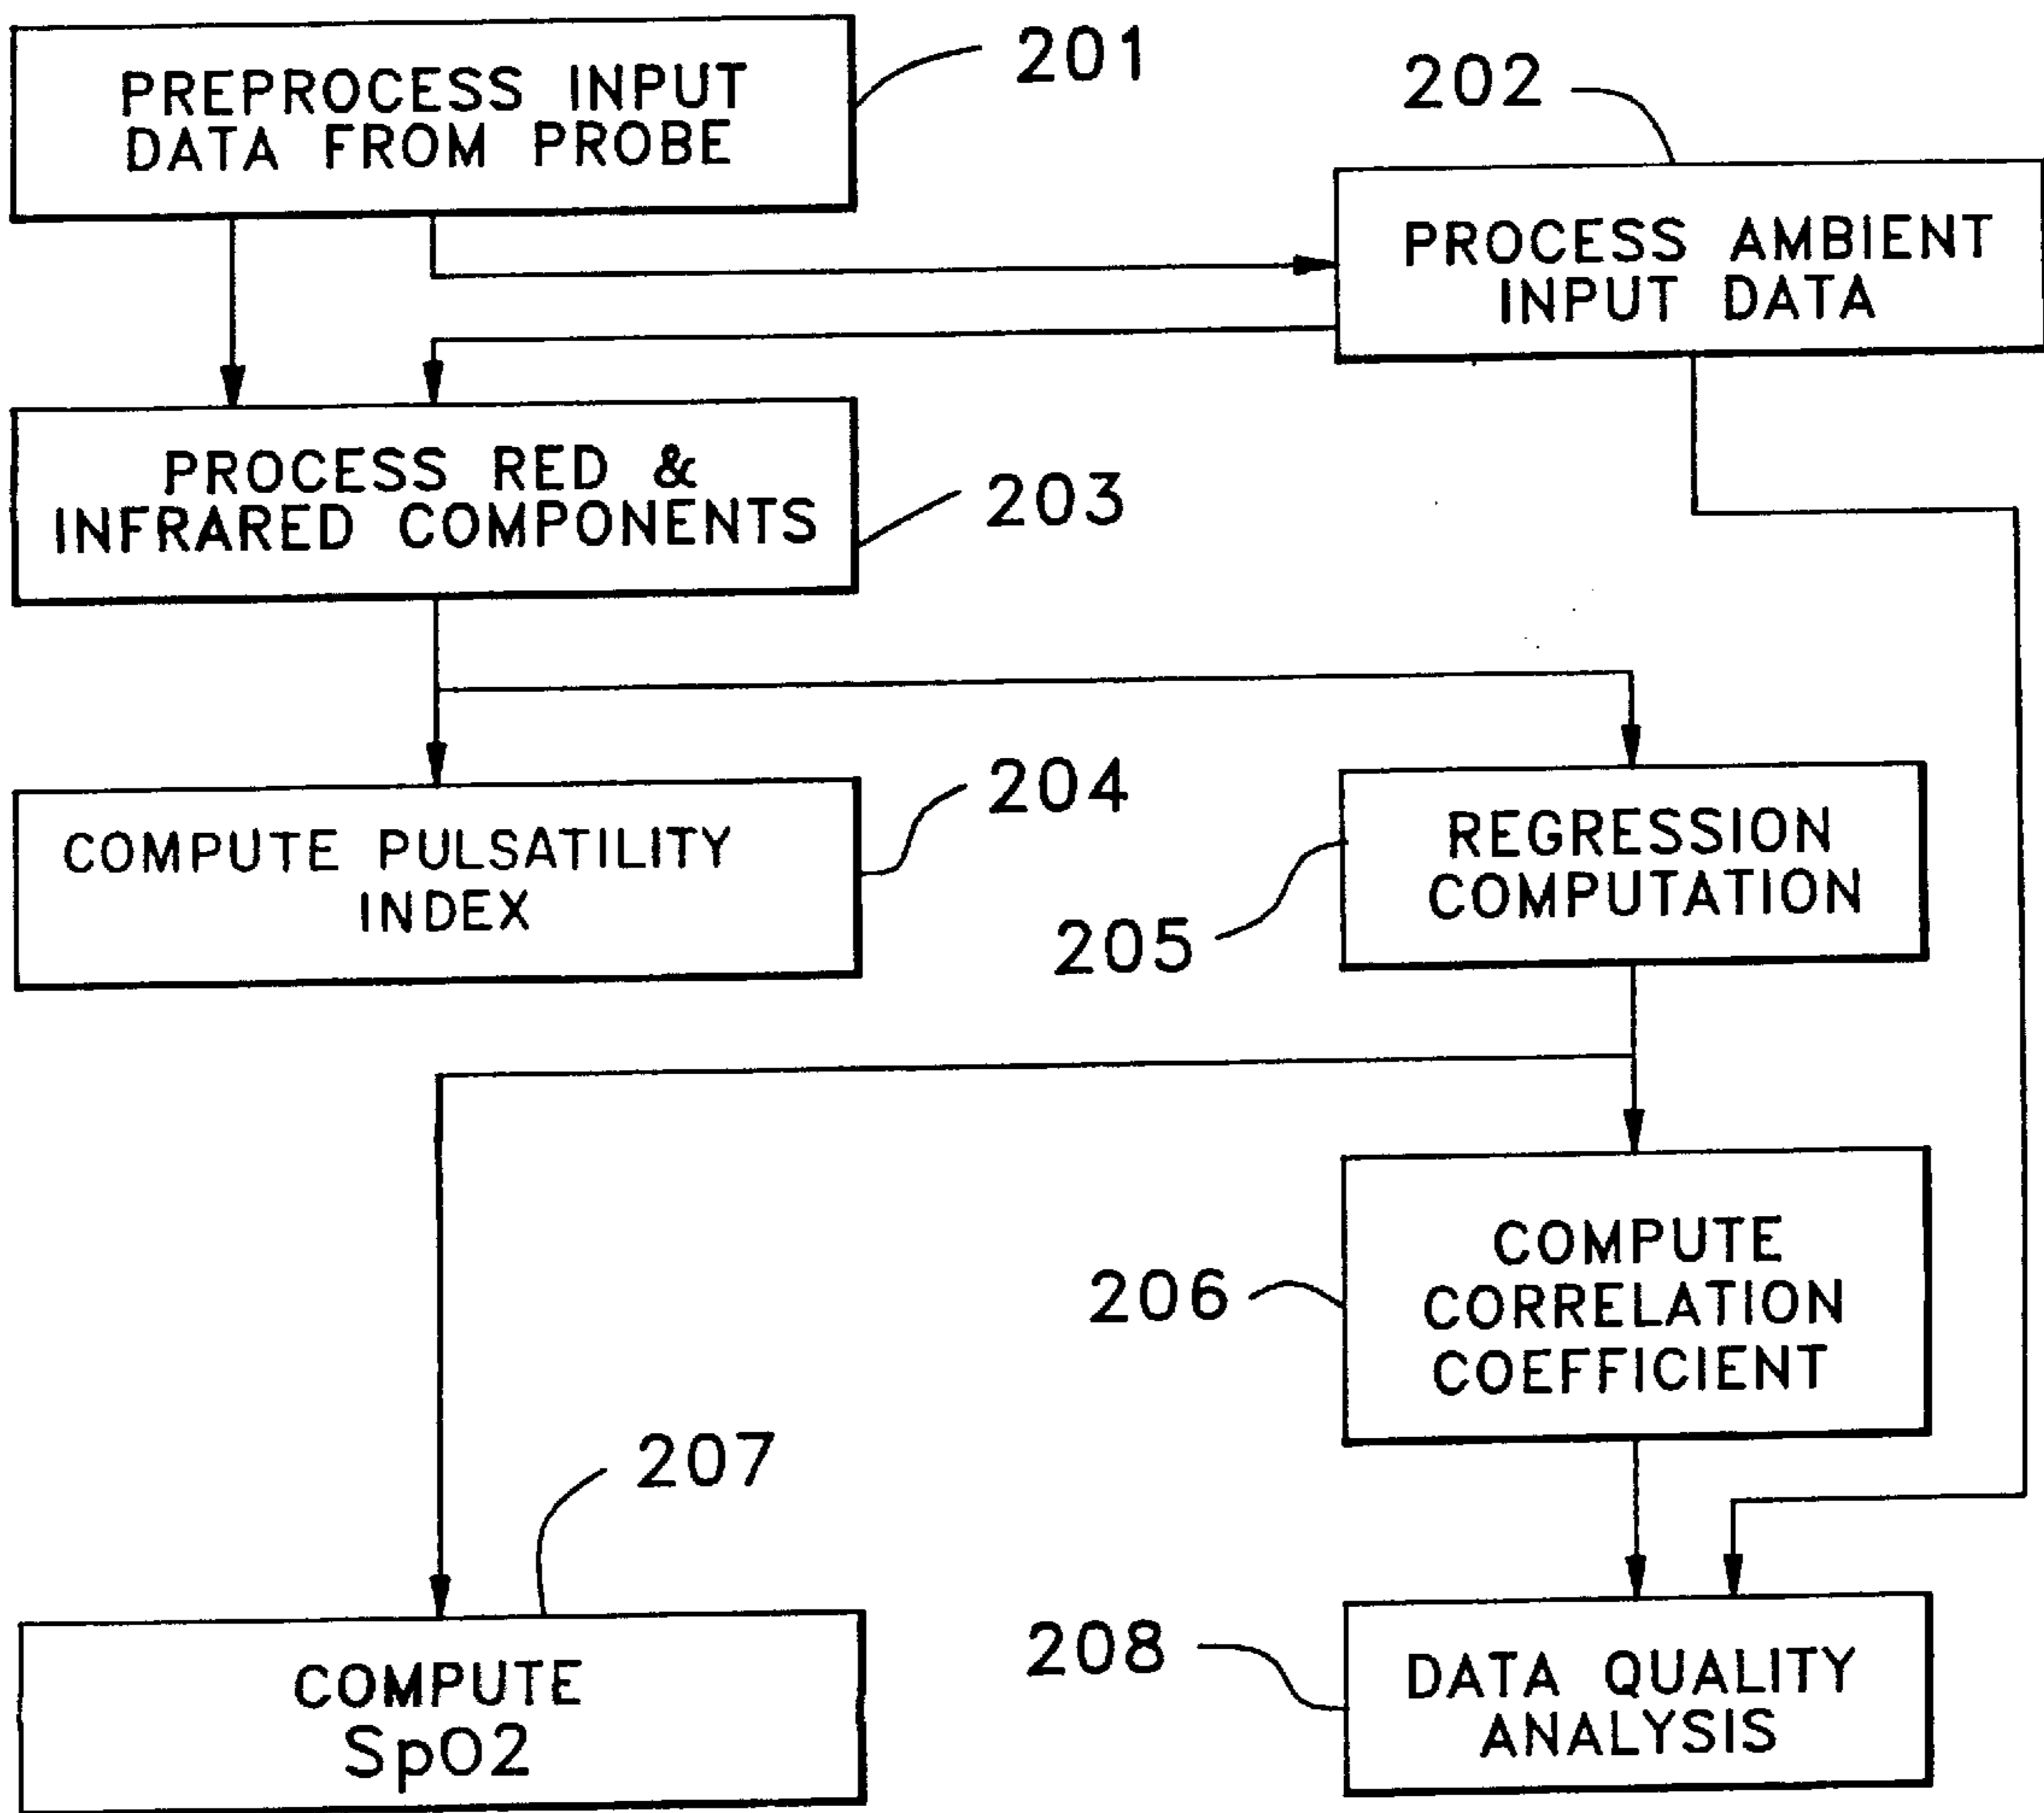 PREPROCESS INPUT
DATA FROM PROBE
201
202
PROCESS AMBIENT
INPUT DATA
PROCESS RED &
INFRARED COMPONENTS
203
COMPUTE PULSATILITY
INDEX
204
205
REGRESSION
COMPUTATION
206
COMPUTE
CORRELATION
COEFFICIENT
207
COMPUTE
SpO2
208
DATA QUALITY
ANALYSIS